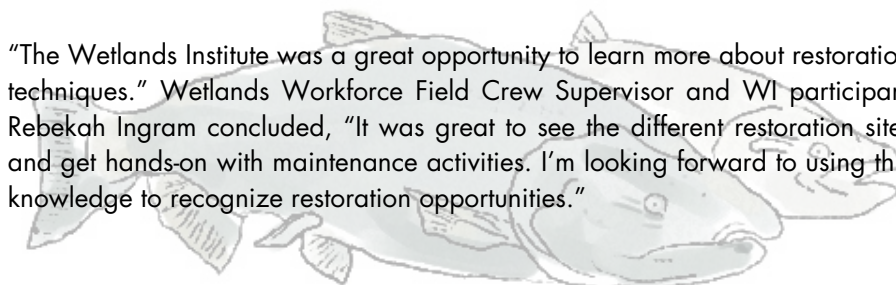 “The Wetlands Institute was a great opportunity to learn more about restoratio
techniques.” Wetlands Workforce Field Crew Supervisor and WI participan
Rebekah Ingram concluded, “It was great to see the different restoration site
and get hands-on with maintenance activities. I’m looking forward to using th
knowledge to recognize restoration opportunities.”